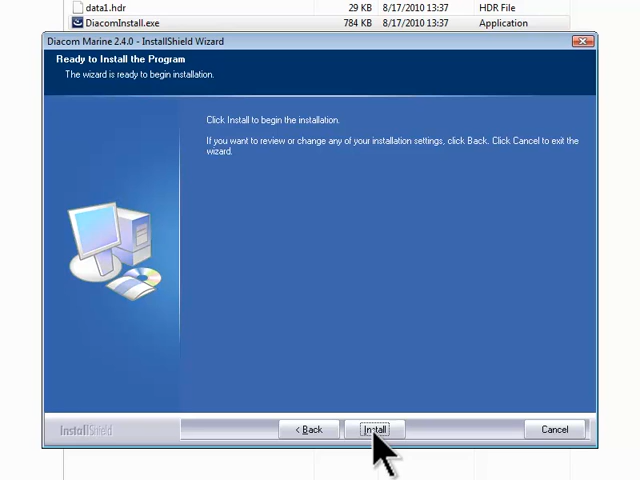 data1.hdr 29 KB 8/17/2010 13:37 HDR File
DiacomInstall.exe 784 KB 8/17/2010 13:37 Application
Diacom Marine 2.4.0 - InstallShield Wizard
Ready to Install the Program
The wizard is ready to begin installation.
Click Install to begin the installation.
If you want to review or change any of your installation settings, click Back. Click Cancel to exit the
wizard.
InstallShield
< Back Install Cancel